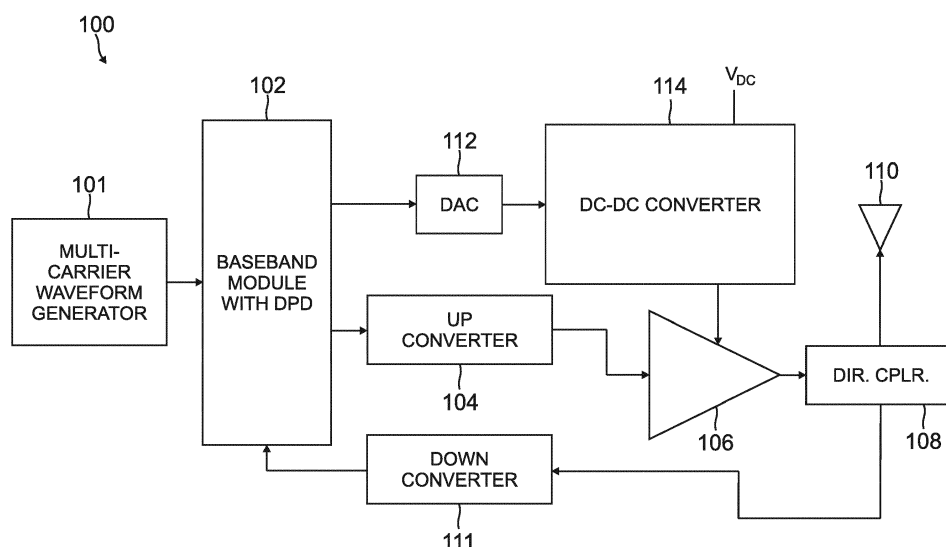 100
102
114
V_DC
112
110
101
DAC
DC-DC CONVERTER
MULTI-
CARRIER
WAVEFORM
GENERATOR
BASEBAND
MODULE
WITH DPD
UP
CONVERTER
104
106
DIR. CPLR.
108
DOWN
CONVERTER
111